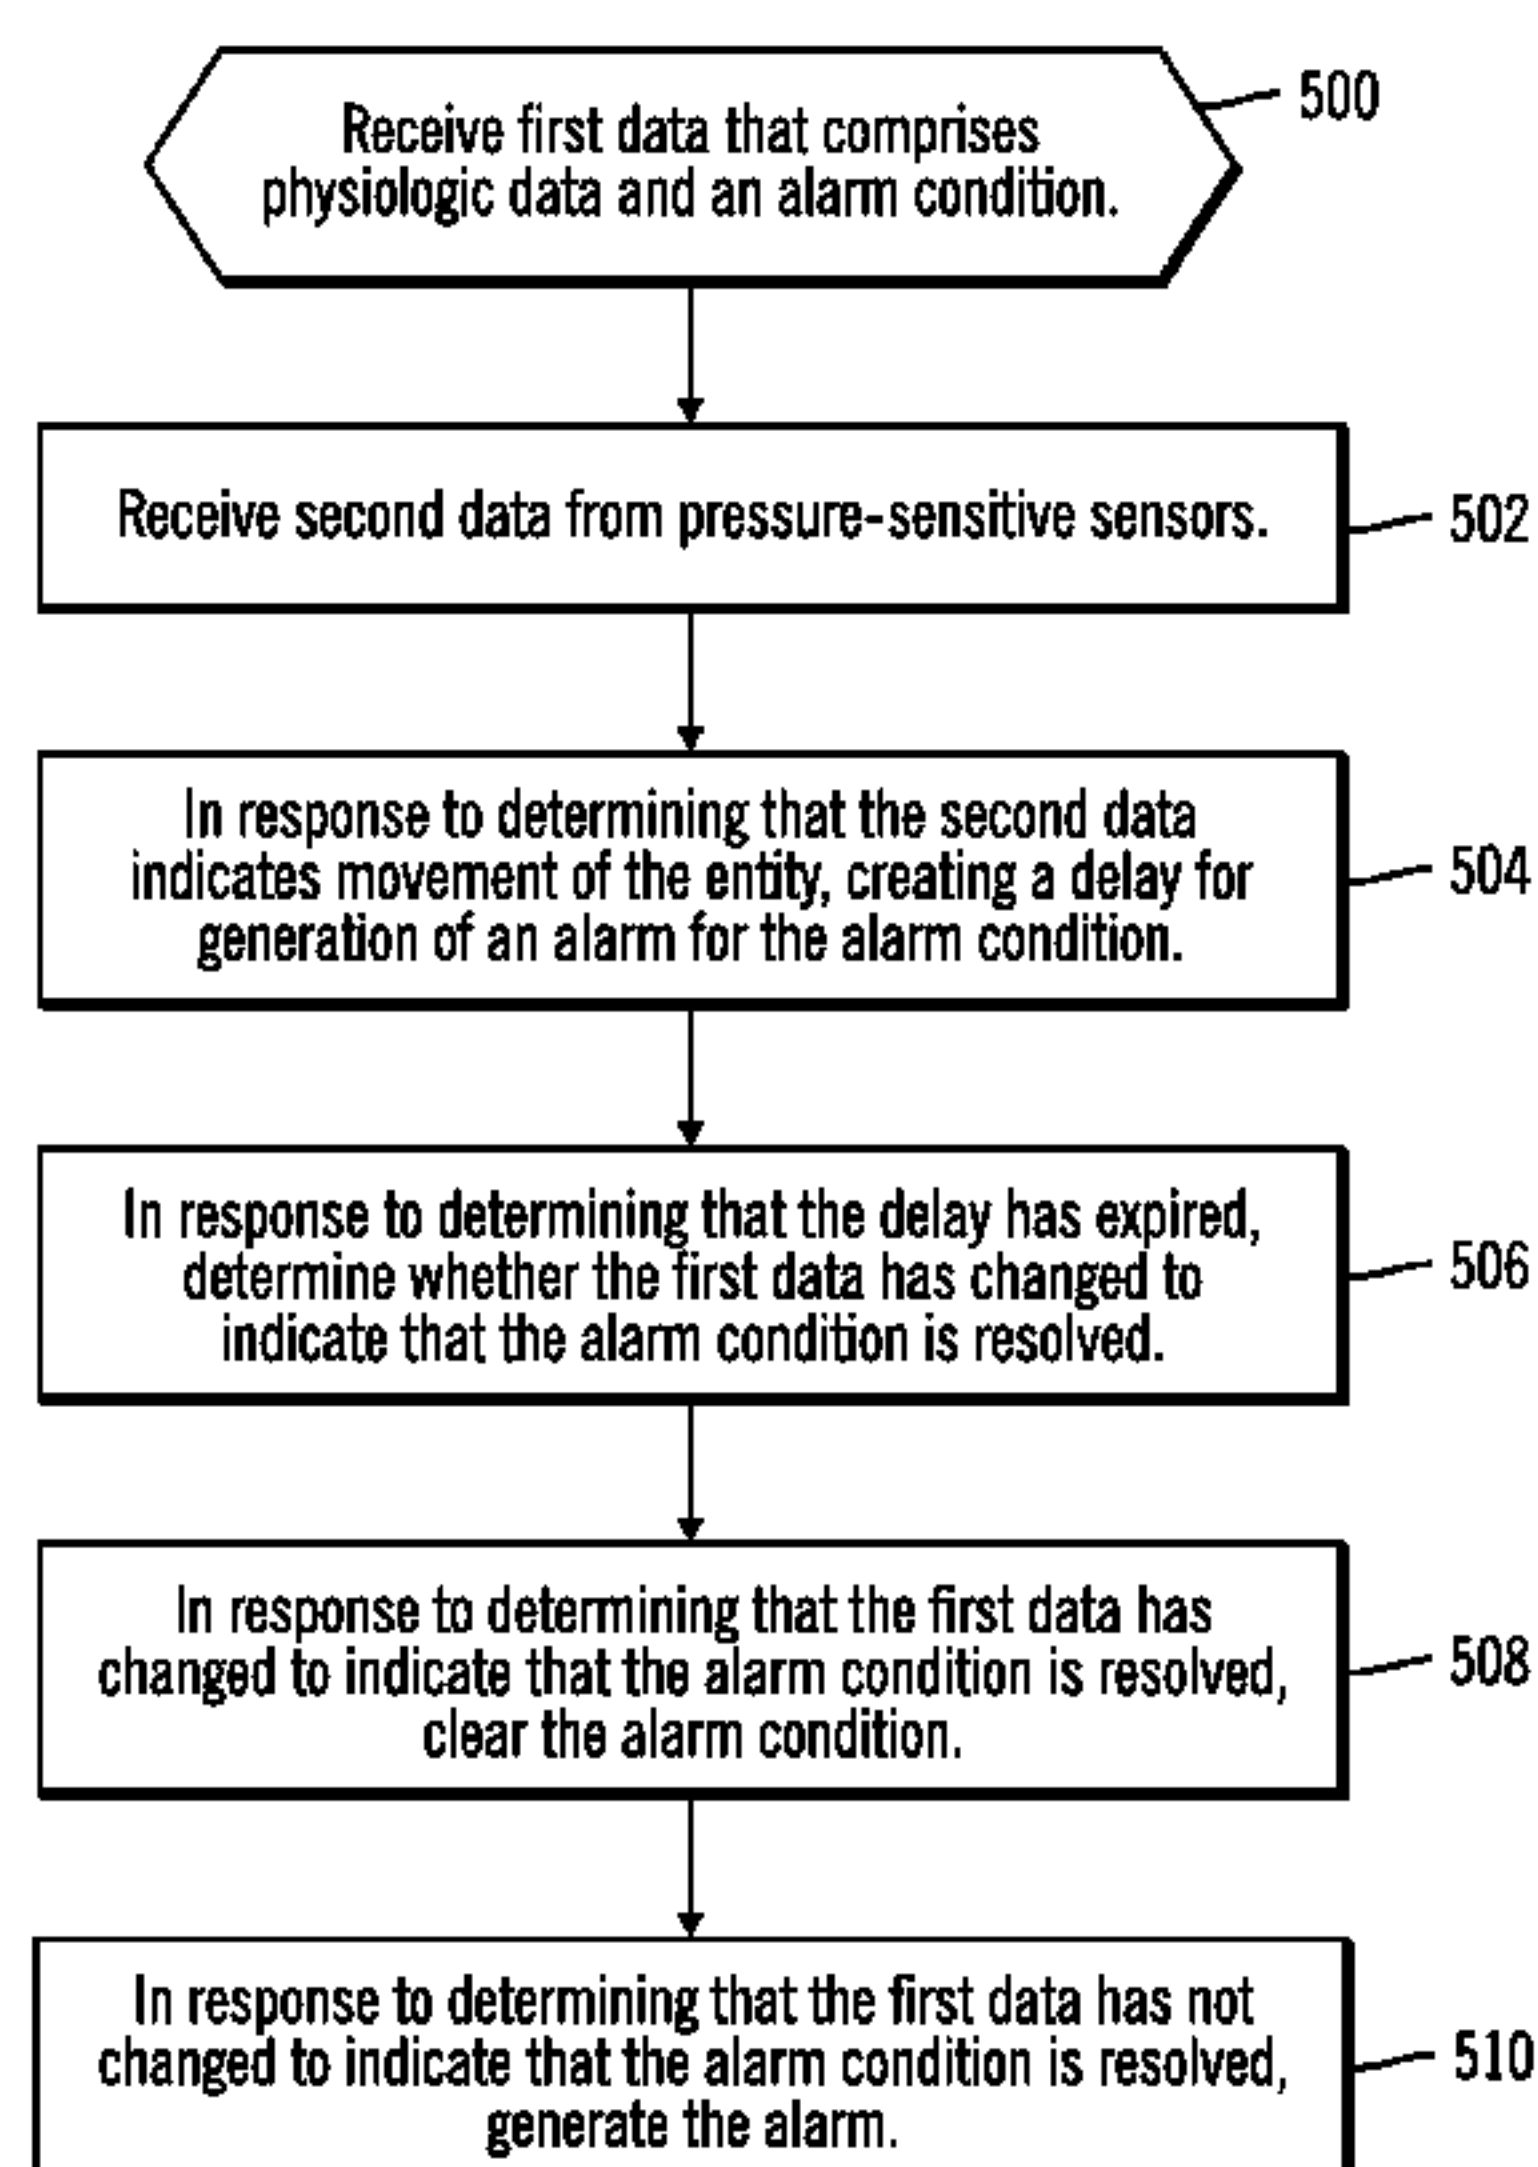 Receive first data that comprises
physiologic data and an alarm condition.
500
Receive second data from pressure-sensitive sensors.
502
In response to determining that the second data
indicates movement of the entity, creating a delay for
generation of an alarm for the alarm condition.
504
In response to determining that the delay has expired,
determine whether the first data has changed to
indicate that the alarm condition is resolved.
506
In response to determining that the first data has
changed to indicate that the alarm condition is resolved,
clear the alarm condition.
508
In response to determining that the first data has not
changed to indicate that the alarm condition is resolved,
generate the alarm.
510